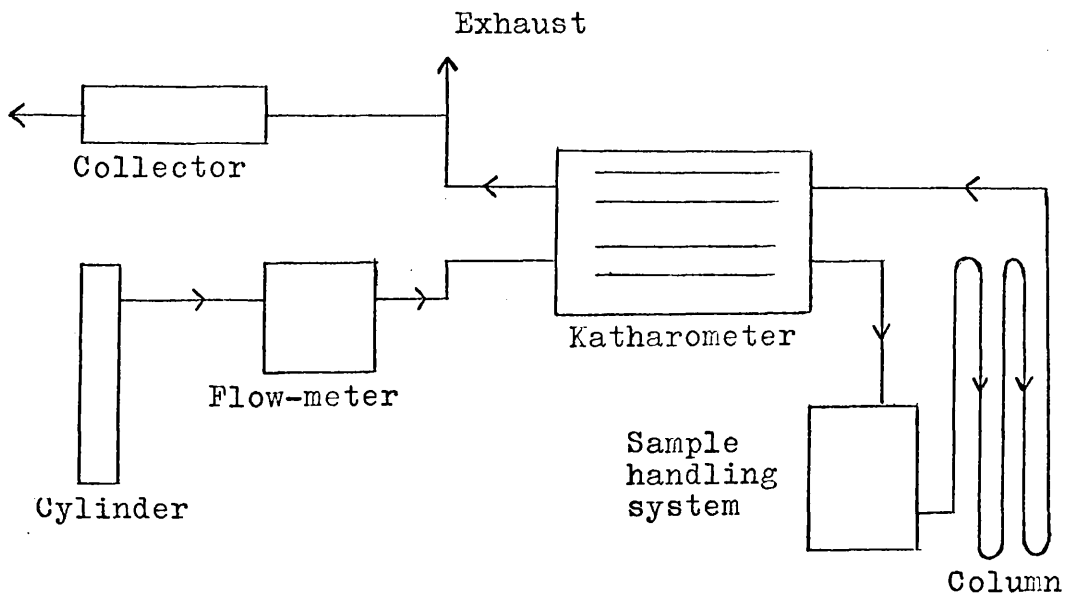 Exhaust
Collector
Katharometer
Flow-meter
Sample
handling
system
Cylinder
Column